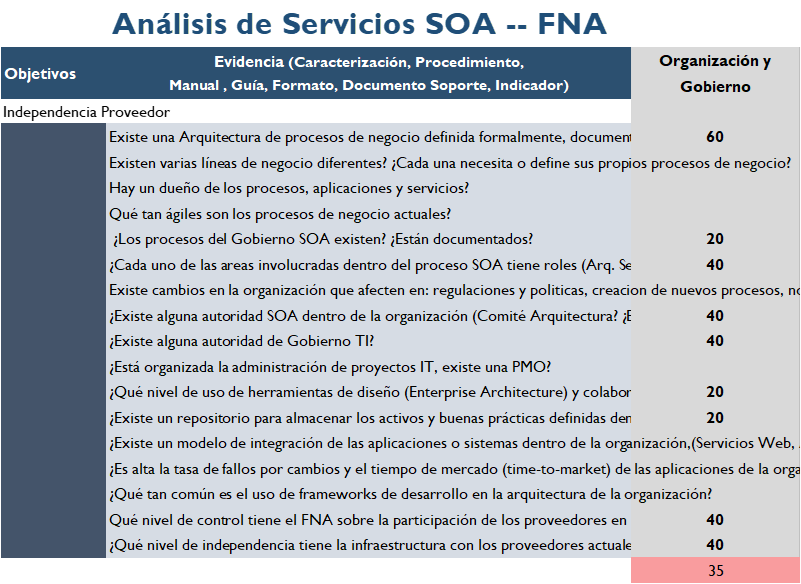 Análisis de Servicios SOA -- FNA
Objetivos
Evidencia (Caracterización, Procedimiento,
Manual , Guía, Formato, Documento Soporte, Indicador)
Organización y
Gobierno
Independencia Proveedor
Existe una Arquitectura de procesos de negocio definida formalmente, document 60
Existen varias líneas de negocio diferentes? ¿Cada una necesita o define sus propios procesos de negocio?
Hay un dueño de los procesos, aplicaciones y servicios?
Qué tan ágiles son los procesos de negocio actuales?
¿Los procesos del Gobierno SOA existen? ¿Están documentados? 20
¿Cada uno de las areas involucradas dentro del proceso SOA tiene roles (Arq. Se 40
Existe cambios en la organización que afecten en: regulaciones y politicas, creacion de nuevos procesos, no
¿Existe alguna autoridad SOA dentro de la organización (Comité Arquitectura? ¿E 40
¿Existe alguna autoridad de Gobierno TI? 40
¿Está organizada la administración de proyectos IT, existe una PMO?
¿Qué nivel de uso de herramientas de diseño (Enterprise Architecture) y colabor 20
¿Existe un repositorio para almacenar los activos y buenas prácticas definidas den 20
¿Existe un modelo de integración de las aplicaciones o sistemas dentro de la organización,(Servicios Web,
¿Es alta la tasa de fallos por cambios y el tiempo de mercado (time-to-market) de las aplicaciones de la orga
¿Qué tan común es el uso de frameworks de desarrollo en la arquitectura de la organización?
Qué nivel de control tiene el FNA sobre la participación de los proveedores en 40
¿Qué nivel de independencia tiene la infraestructura con los proveedores actuale 40
35